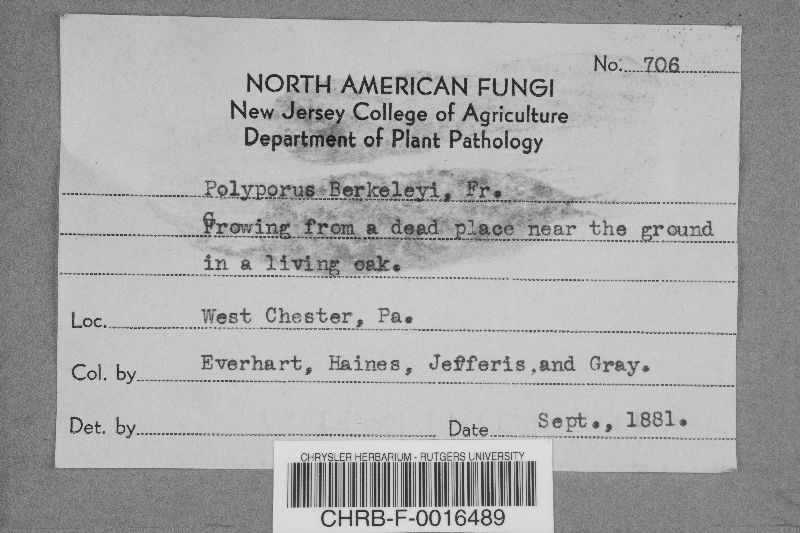 No. 706
NORTH AMERICAN FUNGI
New Jersey College of Agriculture
Department of Plant Pathology
Polyporus Berkeleyi, Fr.
Growing from a dead place near the ground
in a living oak.
Loc. West Chester, Pa.
Col. by Everhart, Haines, Jefferis, and Gray.
Det. by Date Sept., 1881.
CHRYSLER HERBARIUM - RUTGERS UNIVERSITY
CHRB-F-0016489